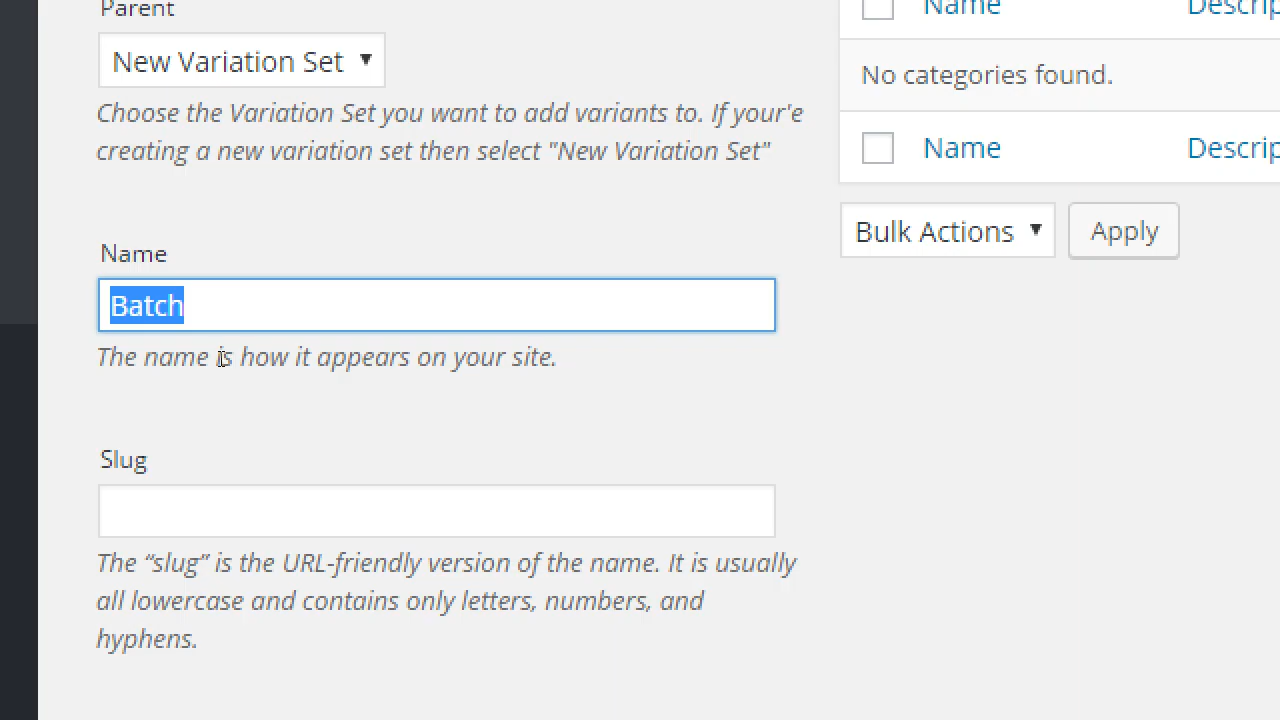 Parent
New Variation Set
Choose the Variation Set you want to add variants to. If your'e
creating a new variation set then select "New Variation Set"
Name
Batch
The name is how it appears on your site.
Slug
The “slug” is the URL-friendly version of the name. It is usually
all lowercase and contains only letters, numbers, and
hyphens.
Name Descrip
No categories found.
Name Descrip
Bulk Actions Apply